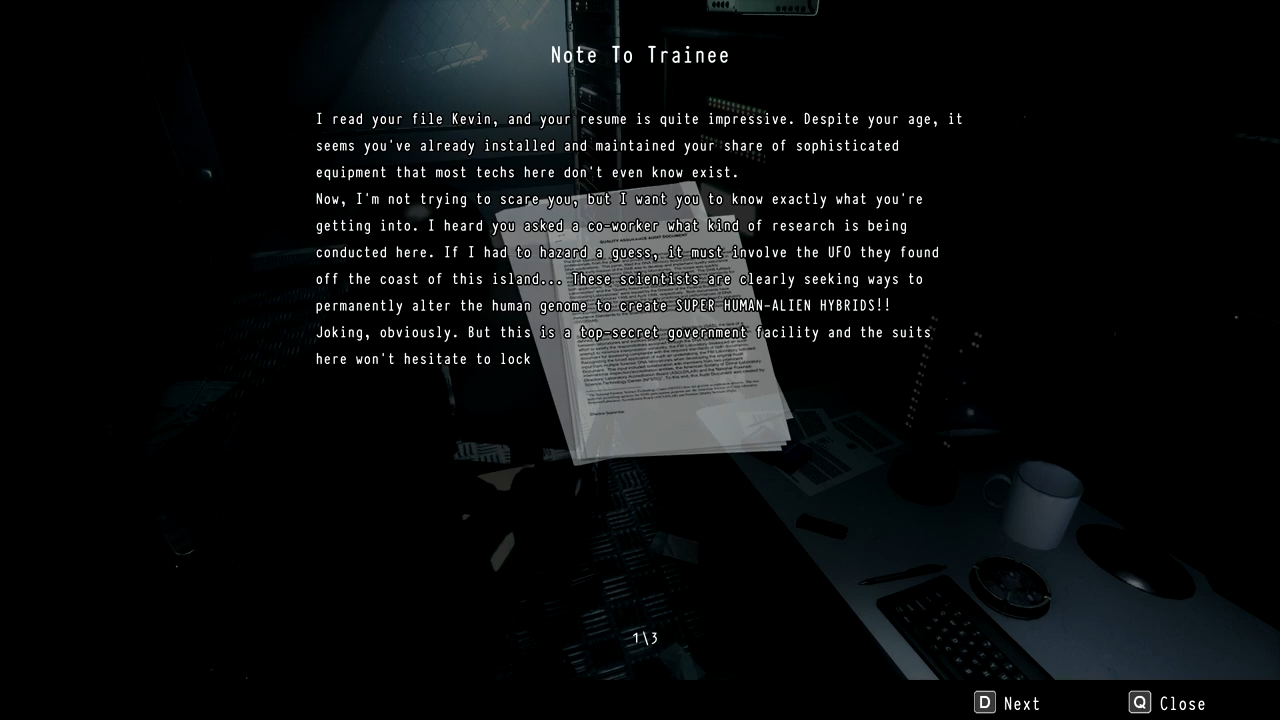 Note To Trainee
I read your file Kevin, and your resume is quite impressive. Despite your age, it
seems you've already installed and maintained your share of sophisticated
equipment that most techs here don't even know exist.
Now, I'm not trying to scare you, but I want you to know exactly what you're
getting into. I heard you asked a co-worker what kind of research is being
conducted here. If I had to hazard a guess, it must involve the UFO they found
off the coast of this island... These scientists are clearly seeking ways to
permanently alter the human genome to create SUPER HUMAN-ALIEN HYBRIDS!!
Joking, obviously. But this is a top-secret government facility and the suits
here won't hesitate to lock
QUALITY ASSURANCE AUDIT DOCUMENT
1\3
D Next
Q Close